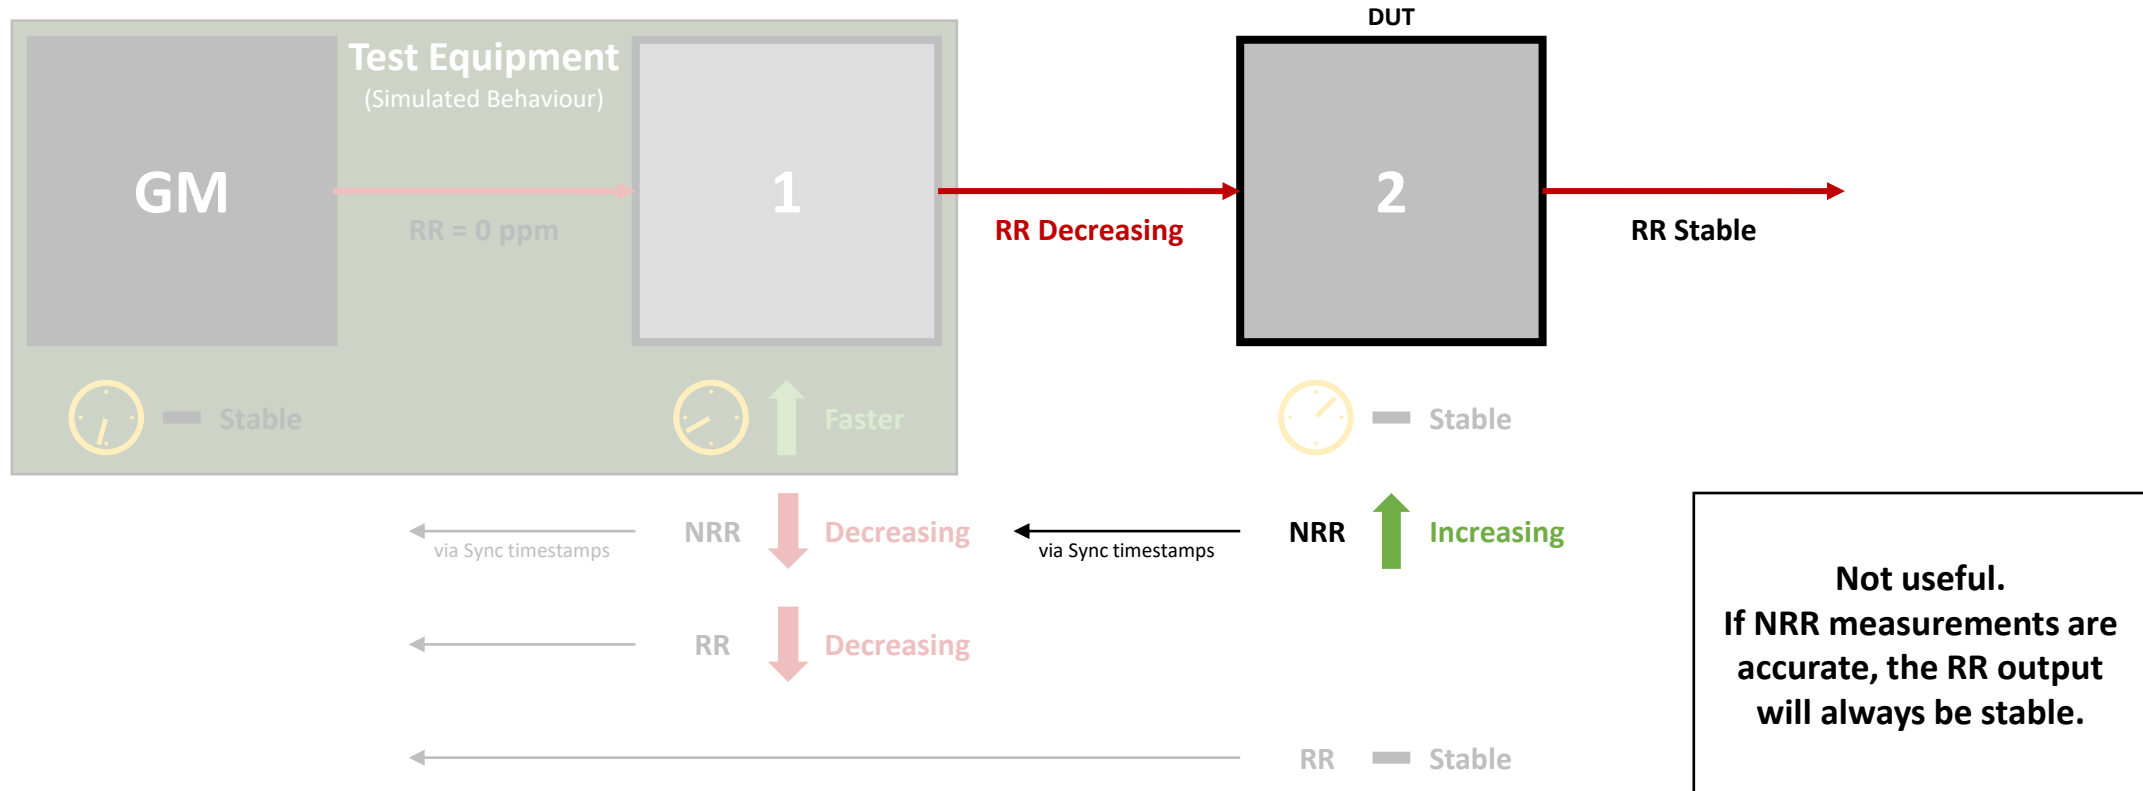 DUT
Test Equipment
(Simulated Behaviour)
GM
1
2
RR = 0 ppm
RR Decreasing
RR Stable
Stable
Faster
Stable
via Sync timestamps
NRR
Decreasing
via Sync timestamps
NRR
Increasing
RR
Decreasing
RR
Stable
Not useful.
If NRR measurements are
accurate, the RR output
will always be stable.